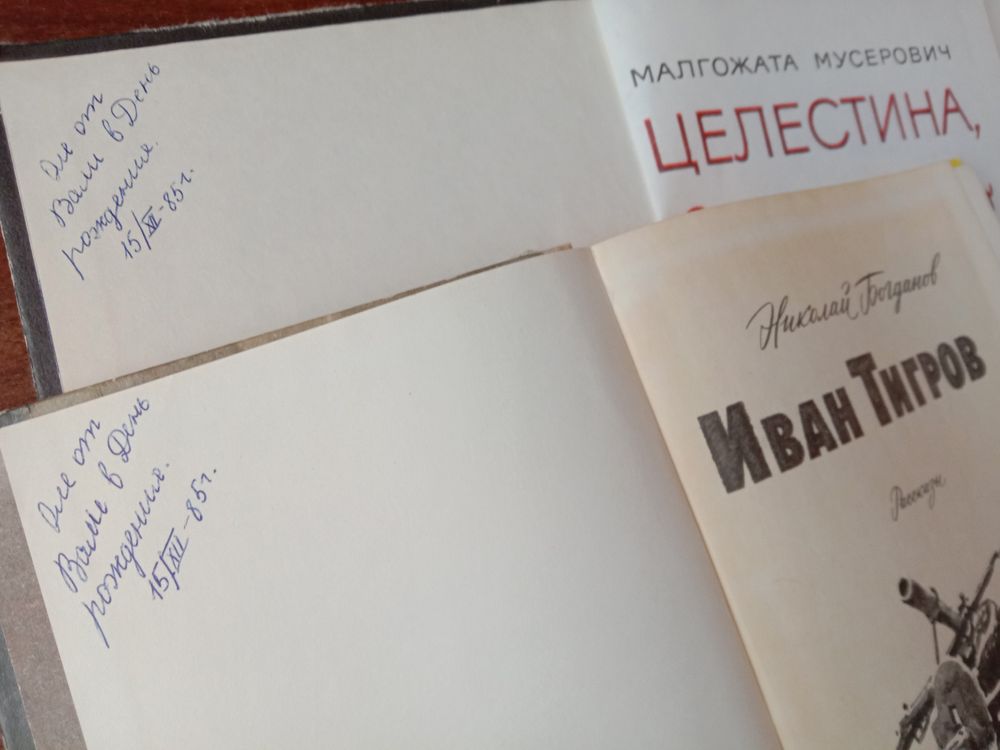 Оле от
Вали в День
рождения.
15/XII-85г.
МАЛГОЖАТА МУСЕРОВИЧ
ЦЕЛЕСТИНА,
Оле от
Вали в День
рождения.
15/XII-85г.
Николай Богданов
ИВАН ТИГРОВ
Рассказы